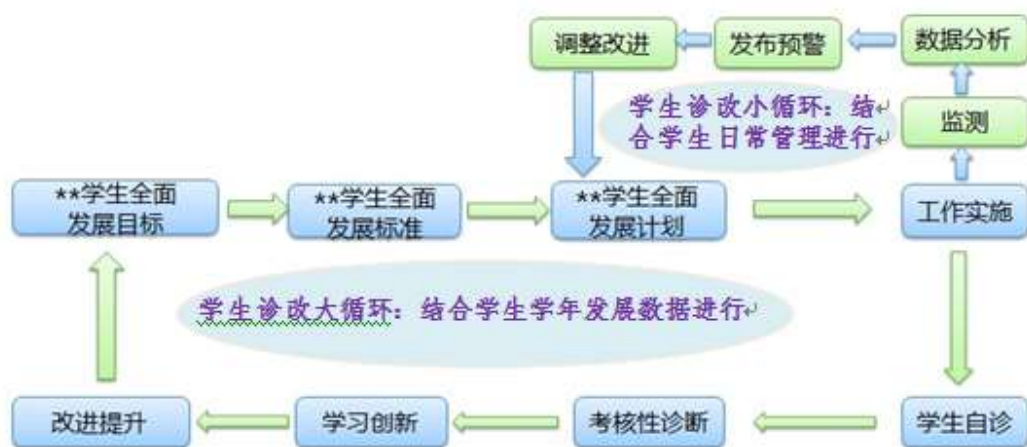 调整改进
发布预警
数据分析
学生诊改小循环：结
合学生日常管理进行
监测
**学生全面
发展目标
**学生全面
发展标准
**学生全面
发展计划
工作实施
学生诊改大循环：结合学生学年发展数据进行
改进提升
学习创新
考核性诊断
学生自诊